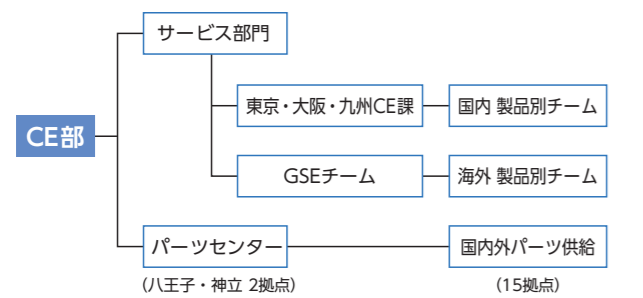 サービス部門
東京・大阪・九州CE課
国内 製品別チーム
CE部
GSEチーム
海外 製品別チーム
パーツセンター
国内外パーツ供給
(八王子・神立 2拠点)
(15拠点)